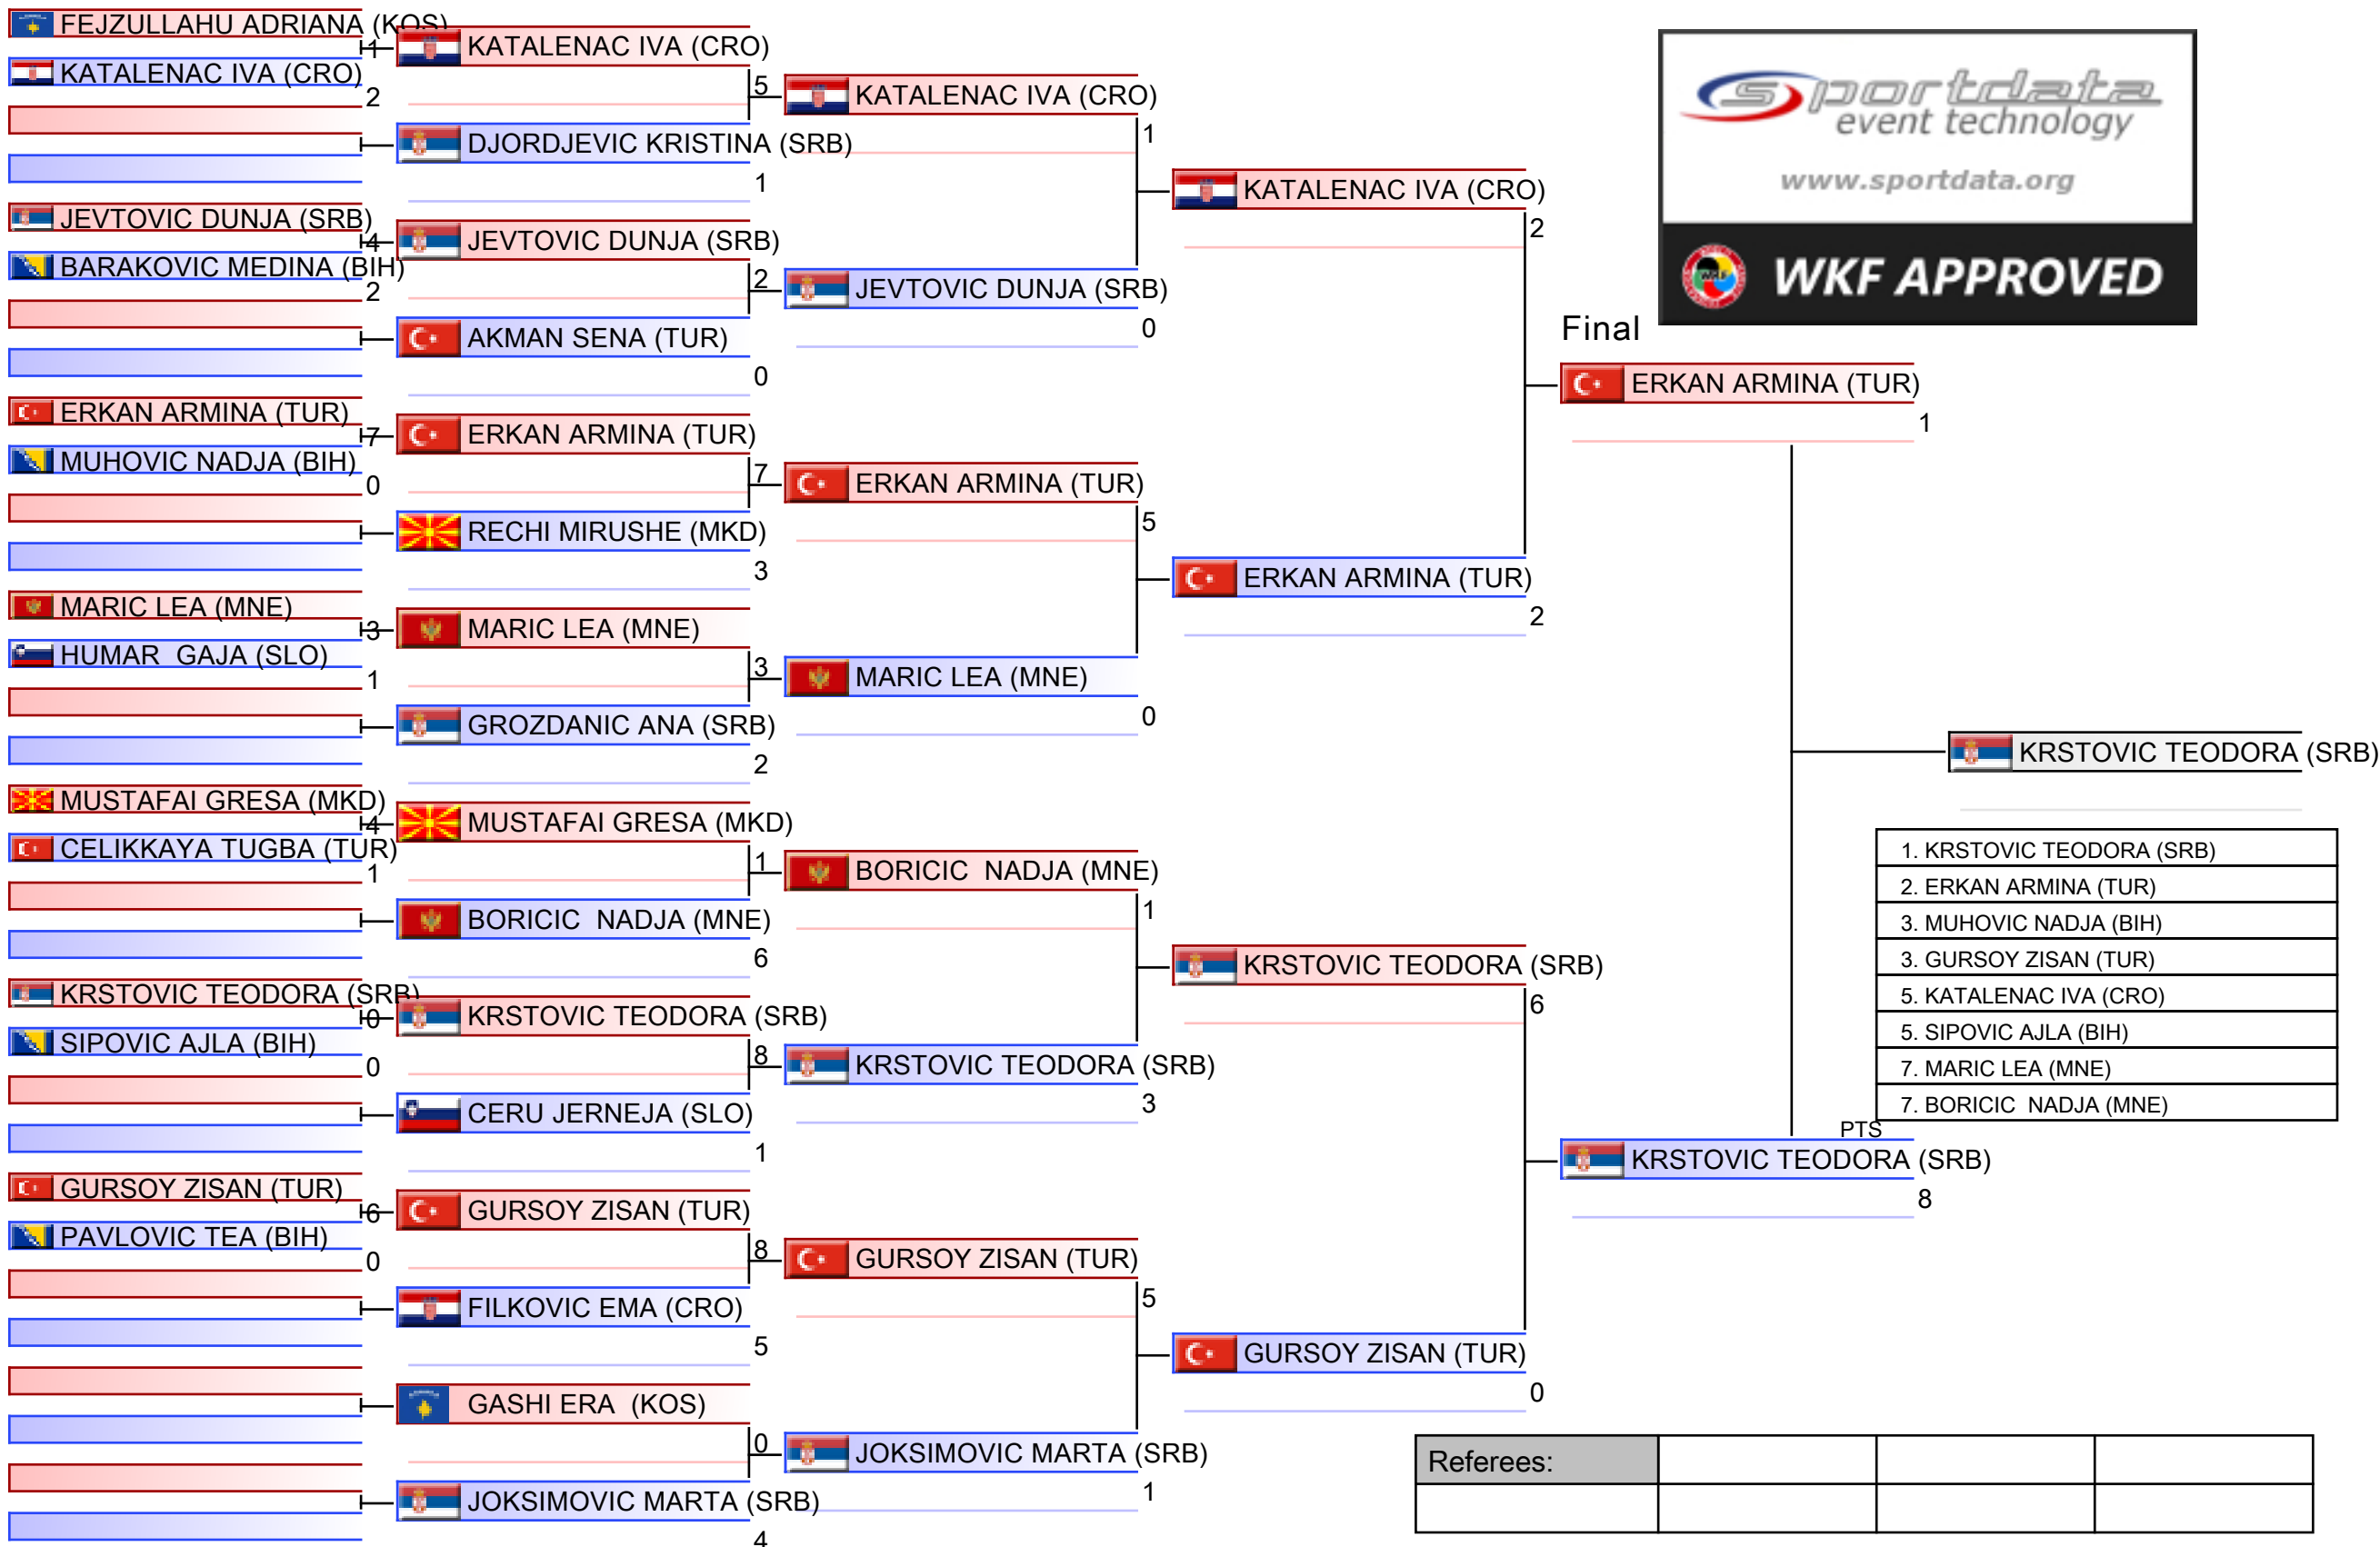 FEJZULLAHU ADRIANA (KOS)
1
KATALENAC IVA (CRO)
2
JEVTOVIC DUNJA (SRB)
4
BARAKOVIC MEDINA (BIH)
2
ERKAN ARMINA (TUR)
7
MUHOVIC NADJA (BIH)
0
MARIC LEA (MNE)
3
HUMAR  GAJA (SLO)
1
MUSTAFAI GRESA (MKD)
4
CELIKKAYA TUGBA (TUR)
1
KRSTOVIC TEODORA (SRB)
0
SIPOVIC AJLA (BIH)
0
GURSOY ZISAN (TUR)
6
PAVLOVIC TEA (BIH)
0
KATALENAC IVA (CRO)
5
DJORDJEVIC KRISTINA (SRB)
1
JEVTOVIC DUNJA (SRB)
2
AKMAN SENA (TUR)
0
ERKAN ARMINA (TUR)
7
RECHI MIRUSHE (MKD)
3
MARIC LEA (MNE)
3
GROZDANIC ANA (SRB)
2
MUSTAFAI GRESA (MKD)
1
BORICIC  NADJA (MNE)
6
KRSTOVIC TEODORA (SRB)
8
CERU JERNEJA (SLO)
1
GURSOY ZISAN (TUR)
8
FILKOVIC EMA (CRO)
5
GASHI ERA  (KOS)
0
JOKSIMOVIC MARTA (SRB)
4
KATALENAC IVA (CRO)
1
JEVTOVIC DUNJA (SRB)
0
ERKAN ARMINA (TUR)
5
MARIC LEA (MNE)
0
BORICIC  NADJA (MNE)
1
KRSTOVIC TEODORA (SRB)
3
GURSOY ZISAN (TUR)
5
JOKSIMOVIC MARTA (SRB)
1
KATALENAC IVA (CRO)
2
ERKAN ARMINA (TUR)
2
KRSTOVIC TEODORA (SRB)
6
GURSOY ZISAN (TUR)
0
Final
ERKAN ARMINA (TUR)
1
PTS
KRSTOVIC TEODORA (SRB)
8
KRSTOVIC TEODORA (SRB)
sportdata
event technology
www.sportdata.org
WKF
WKF APPROVED
1. KRSTOVIC TEODORA (SRB)
2. ERKAN ARMINA (TUR)
3. MUHOVIC NADJA (BIH)
3. GURSOY ZISAN (TUR)
5. KATALENAC IVA (CRO)
5. SIPOVIC AJLA (BIH)
7. MARIC LEA (MNE)
7. BORICIC  NADJA (MNE)
Referees: